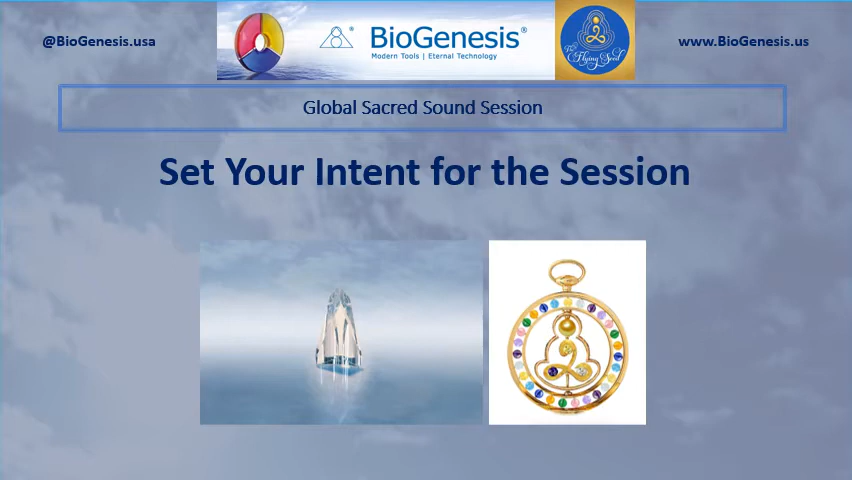 @BioGenesis.usa
BioGenesis®
Modern Tools | Eternal Technology
The Flying Seed
www.BioGenesis.us
Global Sacred Sound Session
Set Your Intent for the Session